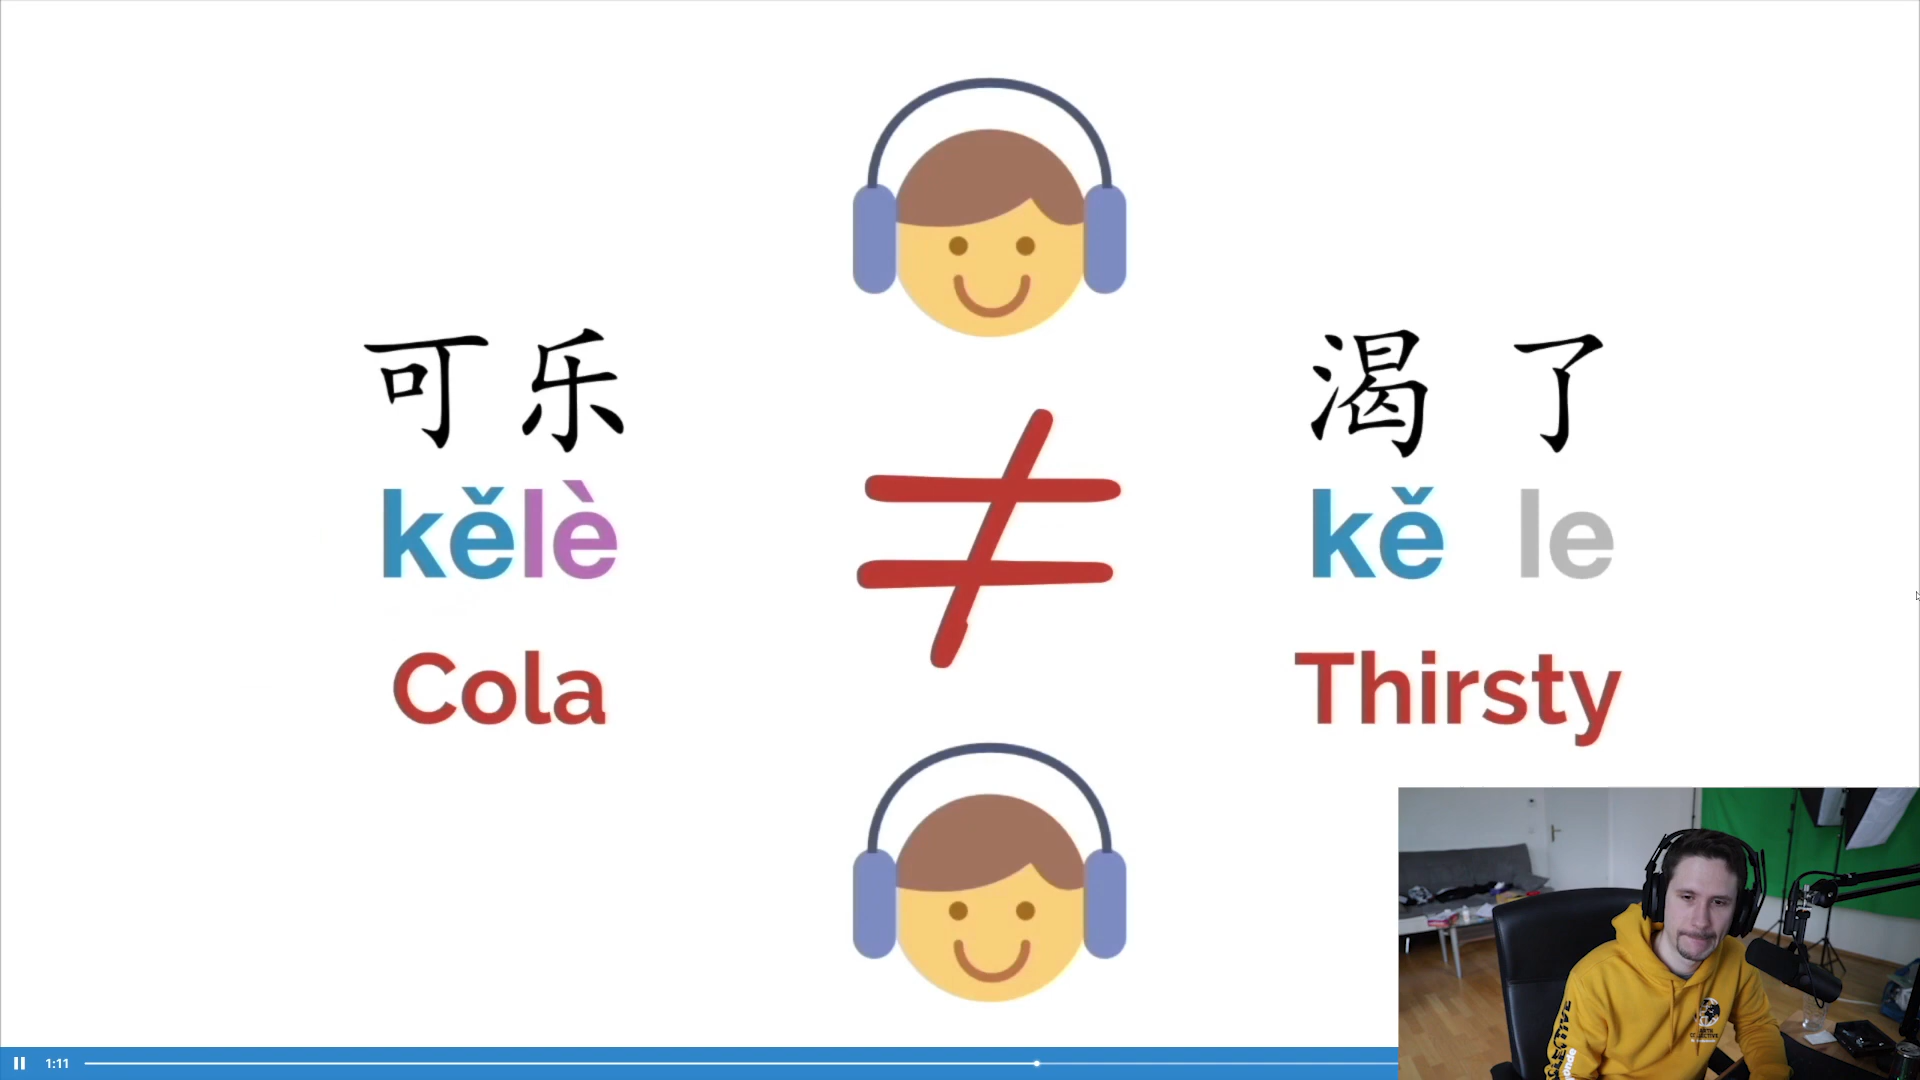 可乐
kělè
Cola
渴 了
kě le
Thirsty
1:11